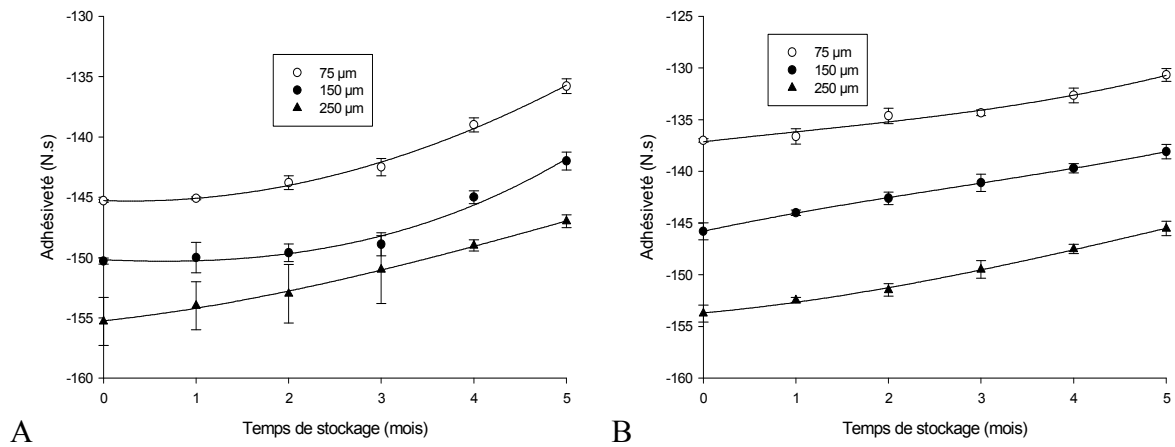 Adhésiveté (N.s)
-130
-135
-140
-145
-150
-155
-160
75 µm
150 µm
250 µm
0 1 2 3 4 5
Temps de stockage (mois)
A
Adhésiveté (N.s)
-125
-130
-135
-140
-145
-150
-155
-160
75 µm
150 µm
250 µm
0 1 2 3 4 5
Temps de stockage (mois)
B